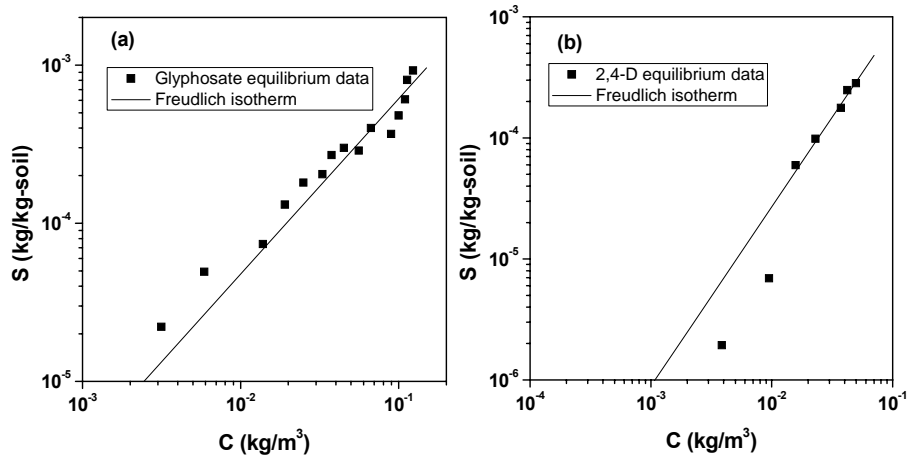 (a)
Glyphosate equilibrium data
Freudlich isotherm
10⁻³
10⁻⁴
10⁻⁵
S (kg/kg-soil)
10⁻³
10⁻²
10⁻¹
C (kg/m³)
(b)
2,4-D equilibrium data
Freudlich isotherm
10⁻³
10⁻⁴
10⁻⁵
10⁻⁶
S (kg/kg-soil)
10⁻⁴
10⁻³
10⁻²
10⁻¹
C (kg/m³)